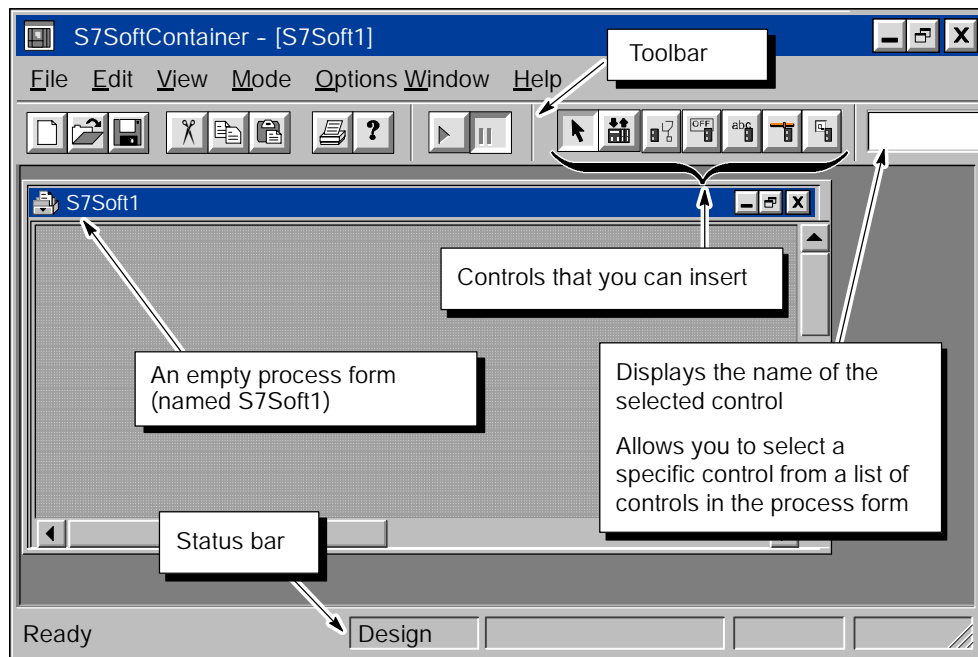 S7SoftContainer - [S7Soft1]
File Edit View Mode Options Window Help
Toolbar
?
OFF
abc
S7Soft1
Controls that you can insert
An empty process form
(named S7Soft1)
Displays the name of the
selected control
Allows you to select a
specific control from a list of
controls in the process form
Status bar
Ready
Design